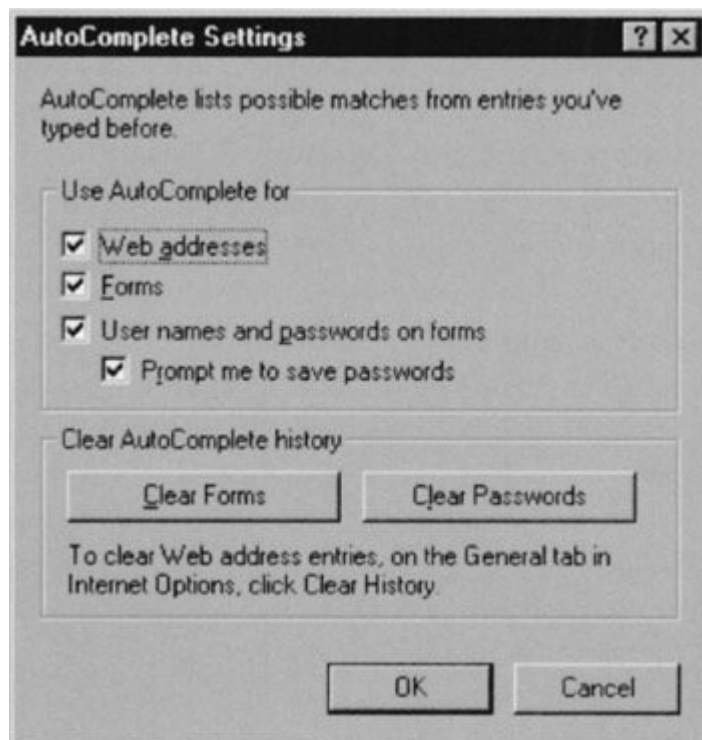 AutoComplete Settings
AutoComplete lists possible matches from entries you've
typed before.
Use AutoComplete for
Web addresses
Forms
User names and passwords on forms
Prompt me to save passwords
Clear AutoComplete history
Clear Forms Clear Passwords
To clear Web address entries, on the General tab in
Internet Options, click Clear History.
OK Cancel